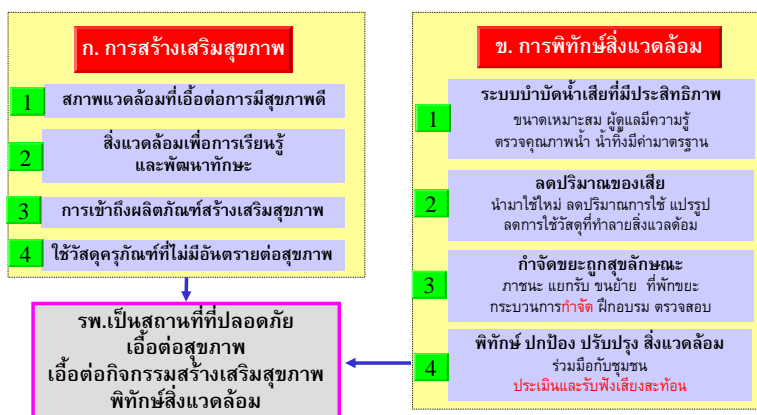 ก. การสร้างเสริมสุขภาพ
1
สภาพแวดล้อมที่เอื้อต่อการมีสุขภาพดี
2
สิ่งแวดล้อมเพื่อการเรียนรู้
และพัฒนาทักษะ
3
การเข้าถึงผลิตภัณฑ์สร้างเสริมสุขภาพ
4
ใช้วัสดุครุภัณฑ์ที่ไม่มีอันตรายต่อสุขภาพ
รพ.เป็นสถานที่ที่ปลอดภัย
เอื้อต่อสุขภาพ
เอื้อต่อกิจกรรมสร้างเสริมสุขภาพ
พิทักษ์สิ่งแวดล้อม
ข. การพิทักษ์สิ่งแวดล้อม
1
ระบบบำบัดน้ำเสียที่มีประสิทธิภาพ
ขนาดเหมาะสม ผู้ดูแลมีความรู้
ตรวจคุณภาพน้ำ น้ำทิ้งมีค่ามาตรฐาน
2
ลดปริมาณของเสีย
นำมาใช้ใหม่ ลดปริมาณการใช้ แปรรูป
ลดการใช้วัสดุที่ทำลายสิ่งแวลด้อม
3
กำจัดขยะถูกสุขลักษณะ
ภาชนะ แยกรับ ขนย้าย ที่พักขยะ
กระบวนการกำจัด ฝึกอบรม ตรวจสอบ
4
พิทักษ์ ปกป้อง ปรับปรุง สิ่งแวดล้อม
ร่วมมือกับชุมชน
ประเมินและรับฟังเสียงสะท้อน